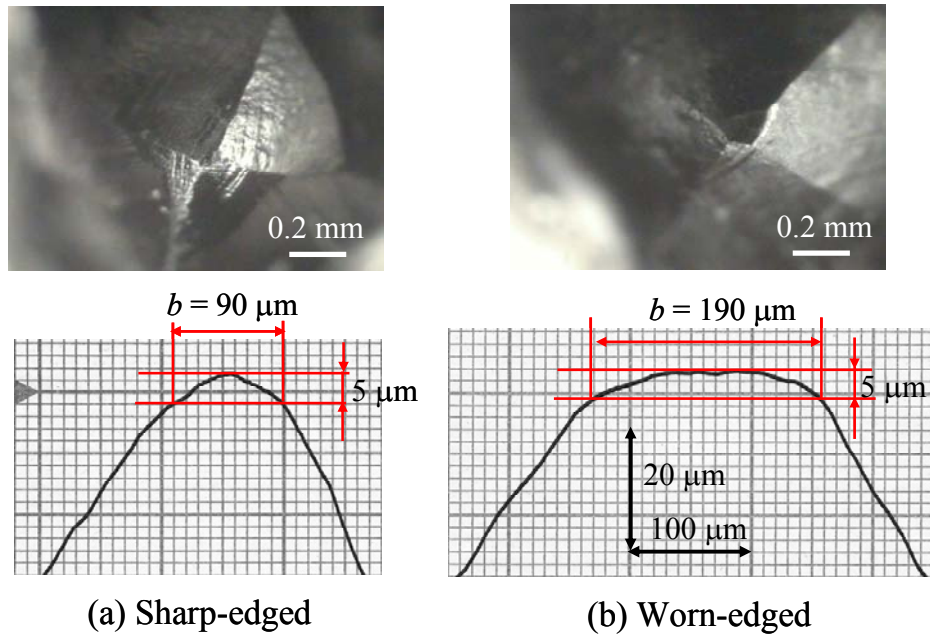 0.2 mm
0.2 mm
b = 90 μm
5 μm
b = 190 μm
5 μm
20 μm
100 μm
(a) Sharp-edged
(b) Worn-edged